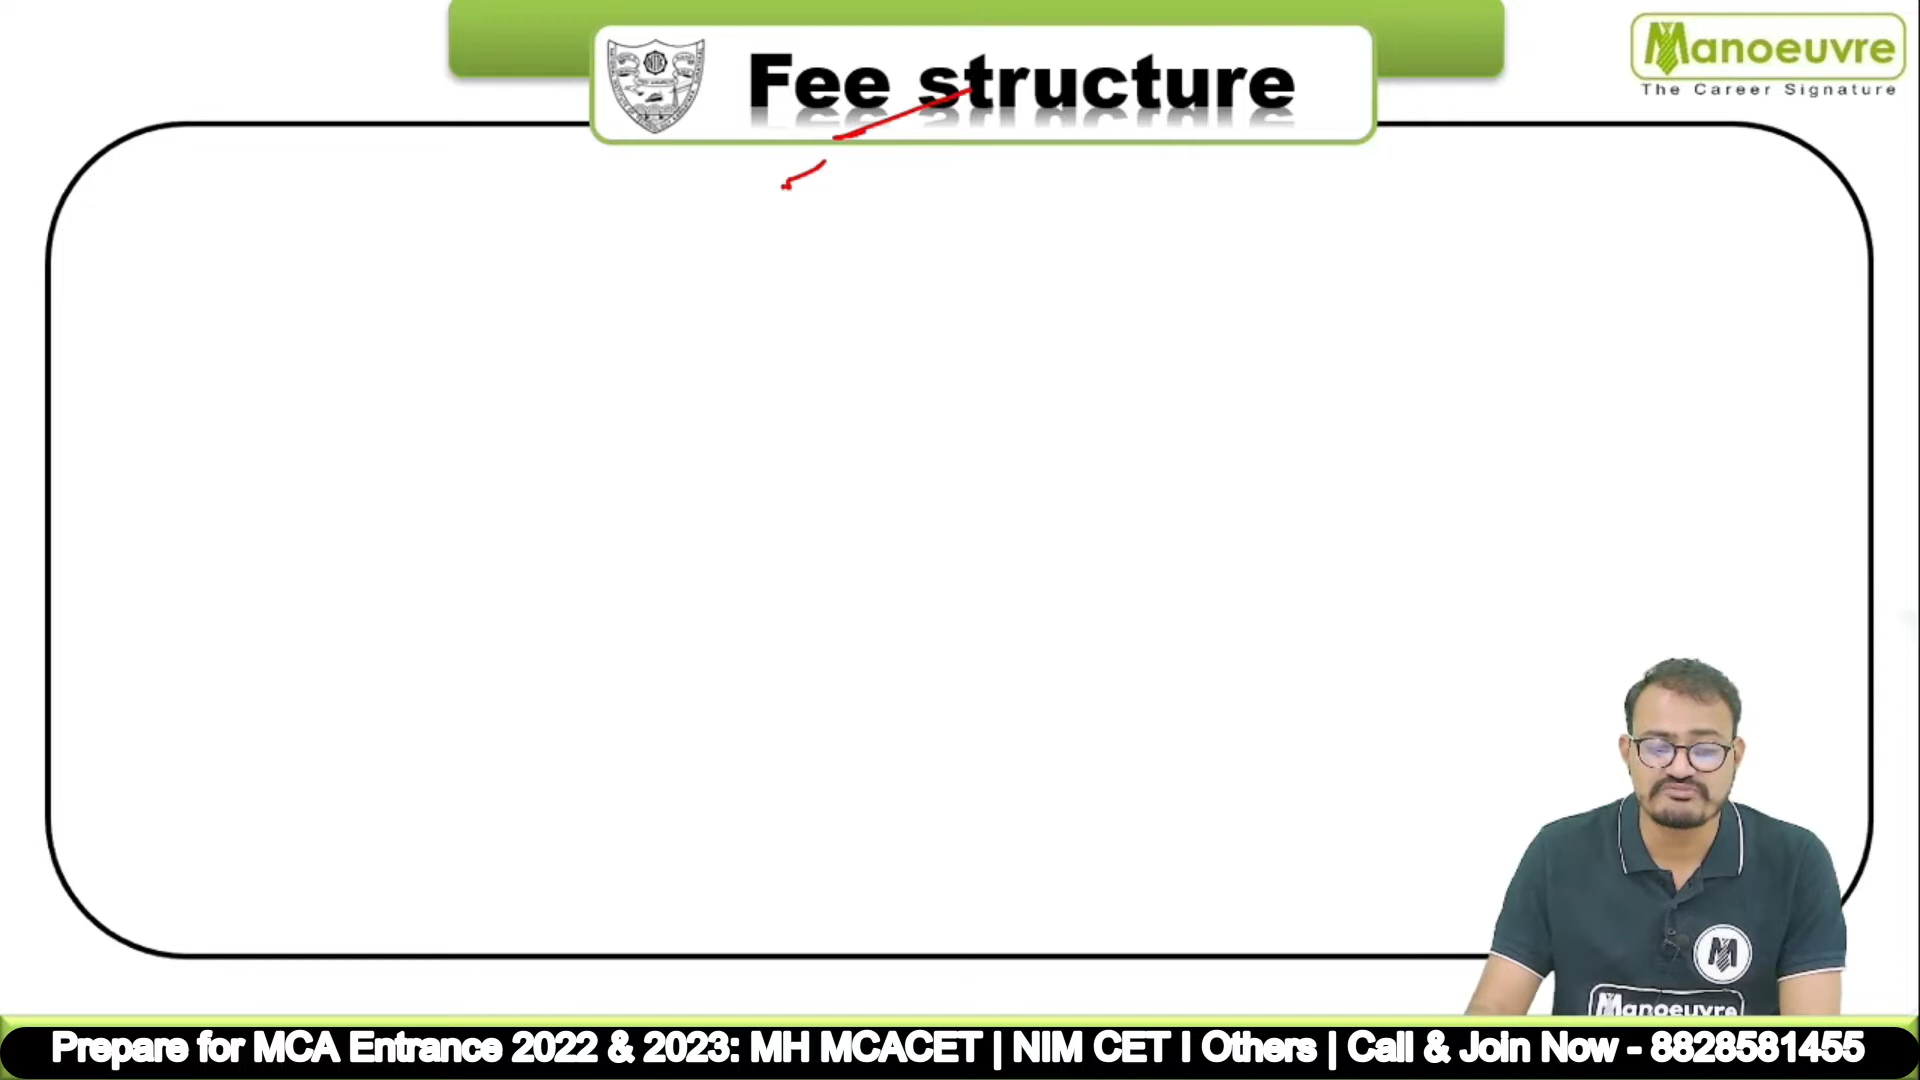 Fee structure
Manoeuvre
The Career Signature
Manoeuvre
Prepare for MCA Entrance 2022 & 2023: MH MCACET | NIM CET I Others | Call & Join Now - 8828581455